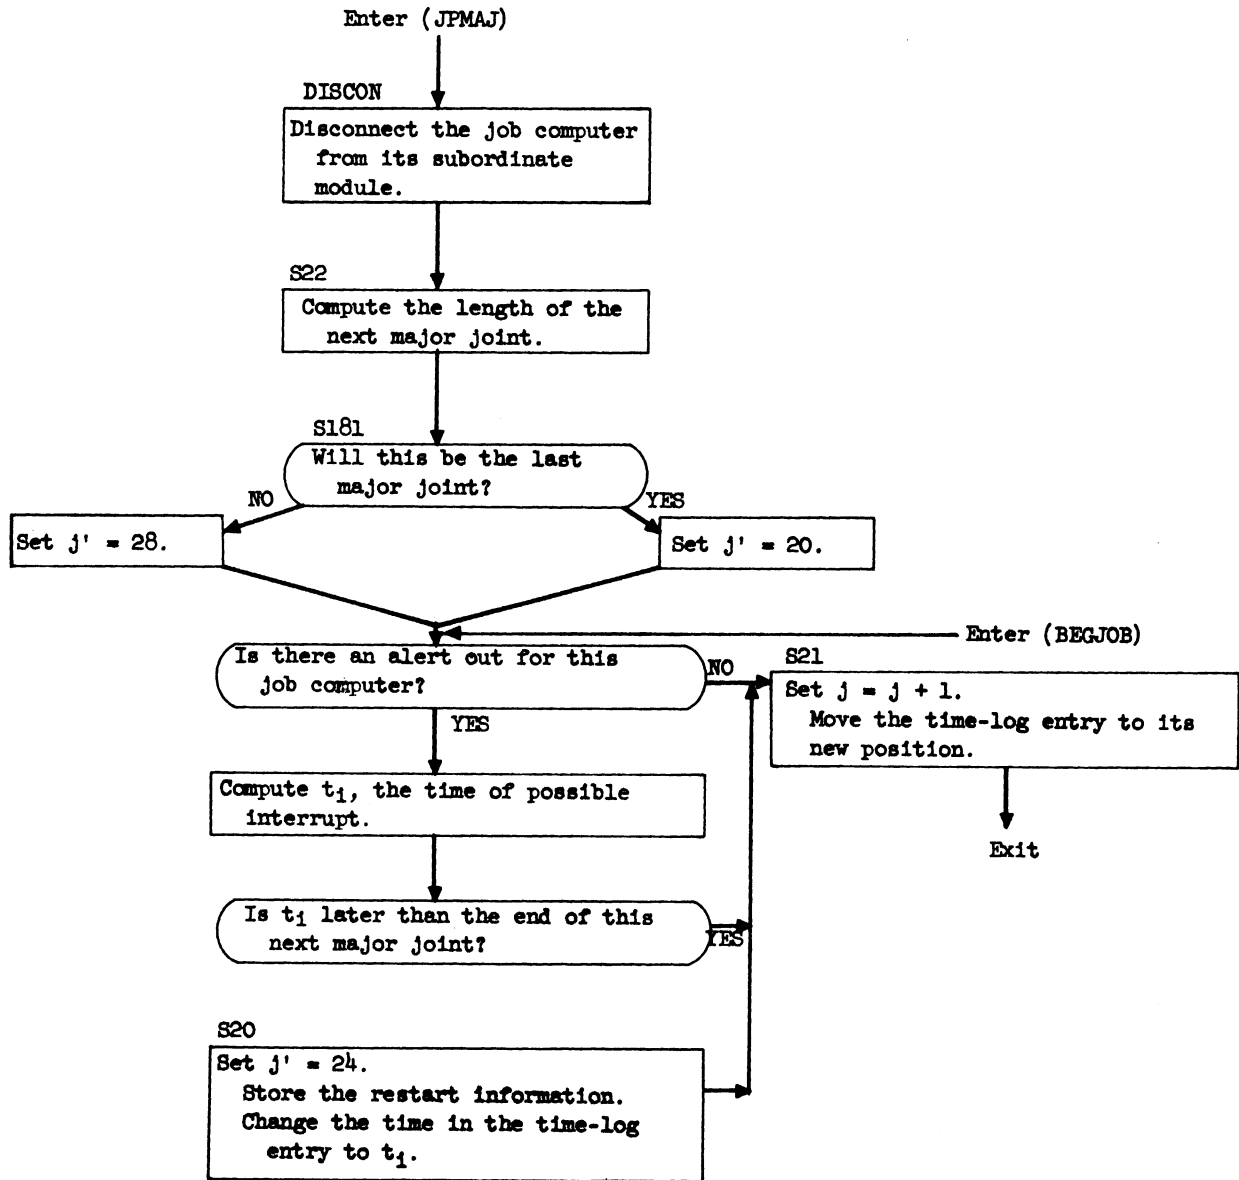 Enter (JPMAJ)
DISCON
Disconnect the job computer
from its subordinate
module.
S22
Compute the length of the
next major joint.
S181
Will this be the last
major joint?
NO
YES
Set j' = 28.
Set j' = 20.
Enter (BEGJOB)
Is there an alert out for this
job computer?
NO
YES
S21
Set j = j + 1.
Move the time-log entry to its
new position.
Exit
Compute t₁, the time of possible
interrupt.
Is t₁ later than the end of this
next major joint?
YES
S20
Set j' = 24.
Store the restart information.
Change the time in the time-log
entry to t₁.